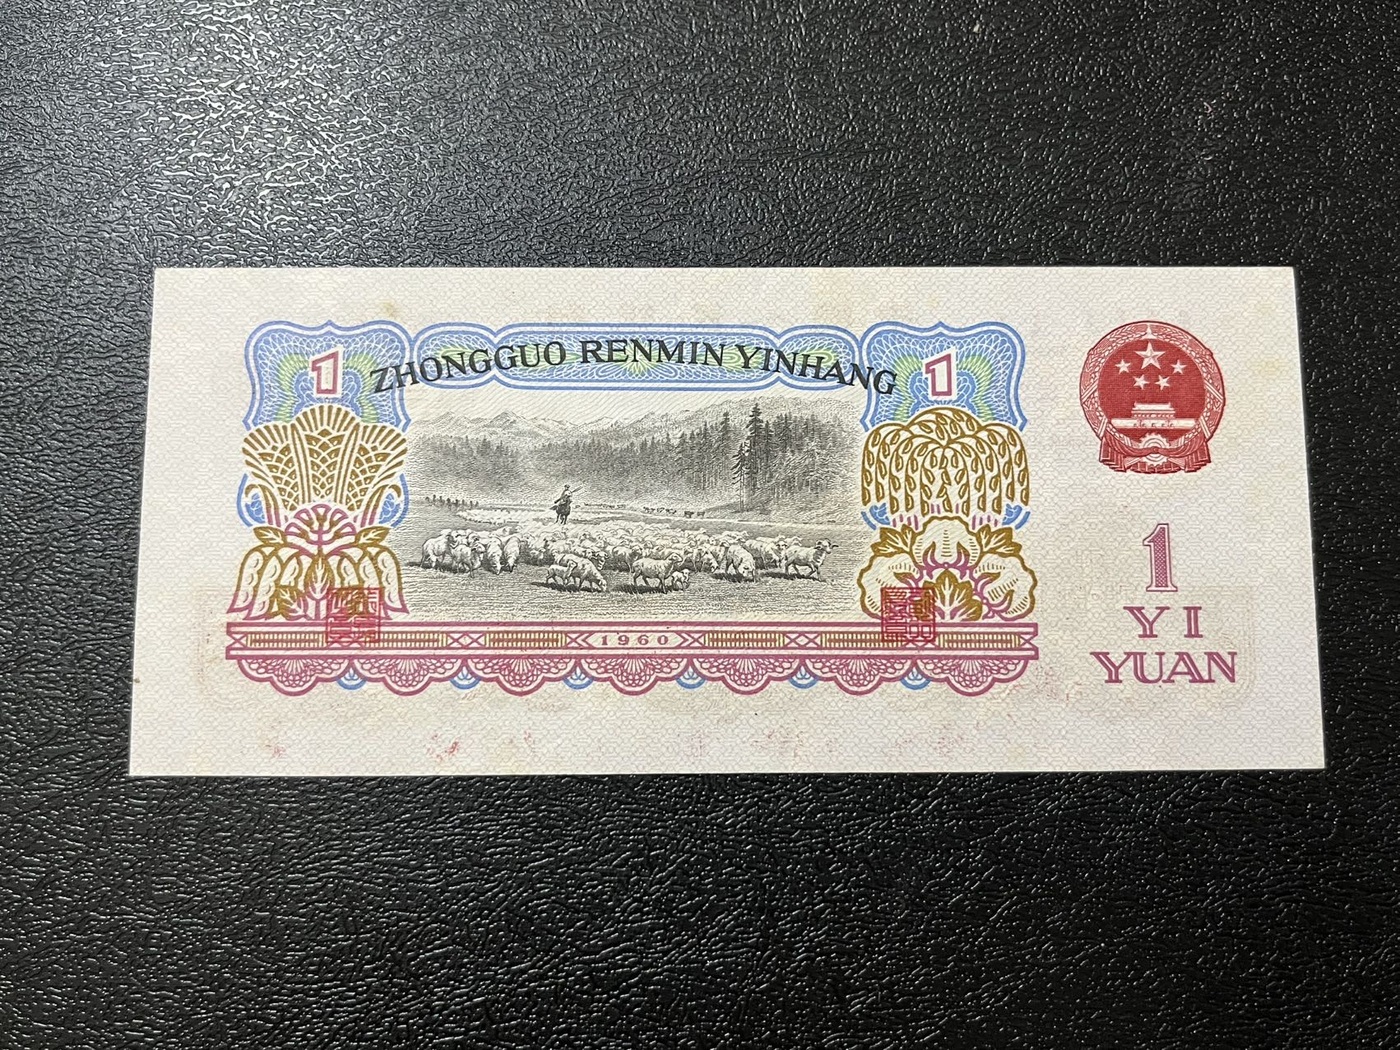 1 ZHONGGUO RENMIN YINHANG 1
1960
1
YI
YUAN